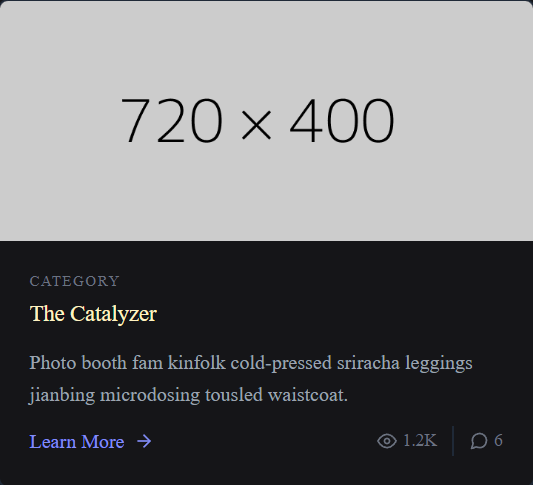 720 × 400
CATEGORY
The Catalyzer
Photo booth fam kinfolk cold-pressed sriracha leggings
jianbing microdosing tousled waistcoat.
Learn More → 1.2K 6